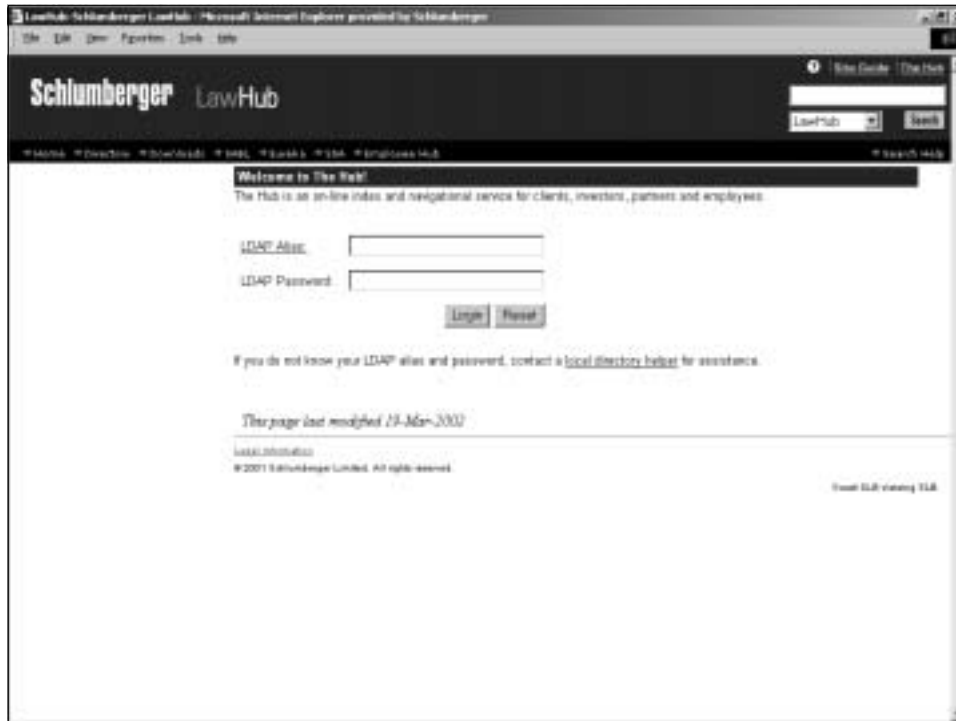 LawHub-Schlumberger LawHub - Microsoft Internet Explorer provided by Schlumberger
File Edit View Favorites Tools Help
Site Guide The Hub
Schlumberger LawHub
LawHub Search
Home Directory Downloads Eureka Employee Hub Search Help
Welcome to The Hub!
The Hub is an on-line index and navigational service for clients, investors, partners and employees.
LDAP Alias:
LDAP Password:
Login Reset
If you do not know your LDAP alias and password, contact a local directory helper for assistance.
This page last modified 19-Mar-2002
Legal Information
© 2001 Schlumberger Limited. All rights reserved.